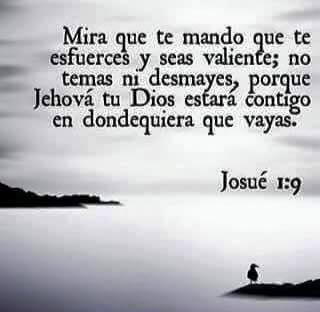 Mira que te mando que te
esfuerces y seas valiente; no
temas ni desmayes, porque
Jehová tu Dios estará contigo
en dondequiera que vayas.
Josué 1:9